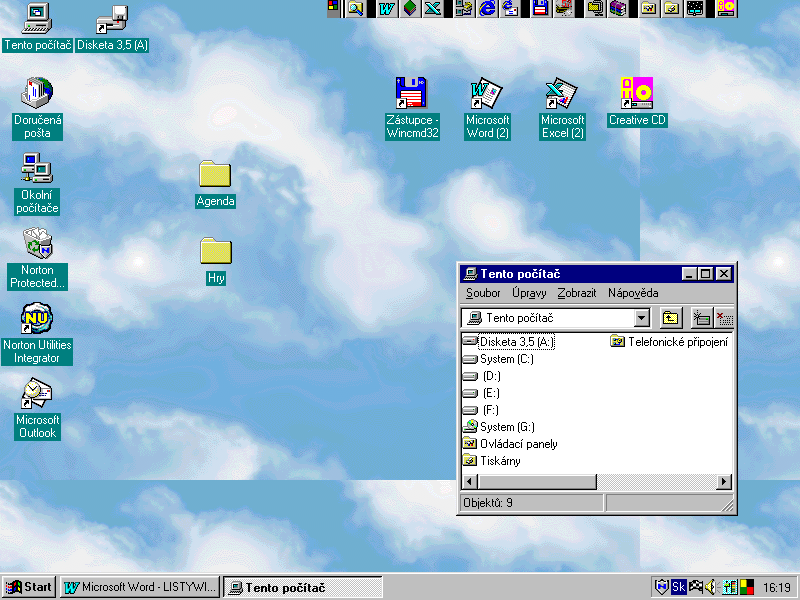 Tento počítač
Disketa 3,5 (A)
Doručená
pošta
Okolní
počítače
Norton
Protected...
Norton Utilities
Integrator
Microsoft
Outlook
Agenda
Hry
Zástupce -
Wincmd32
Microsoft
Word (2)
Microsoft
Excel (2)
Creative CD
Tento počítač
Soubor Úpravy Zobrazit Nápověda
Tento počítač
Disketa 3,5 (A:)
System (C:)
(D:)
(E:)
(F:)
System (G:)
Ovládací panely
Tiskárny
Telefonické připojení
Objektů: 9
Start
Microsoft Word - LISTYWI...
Tento počítač
Sk
16:19